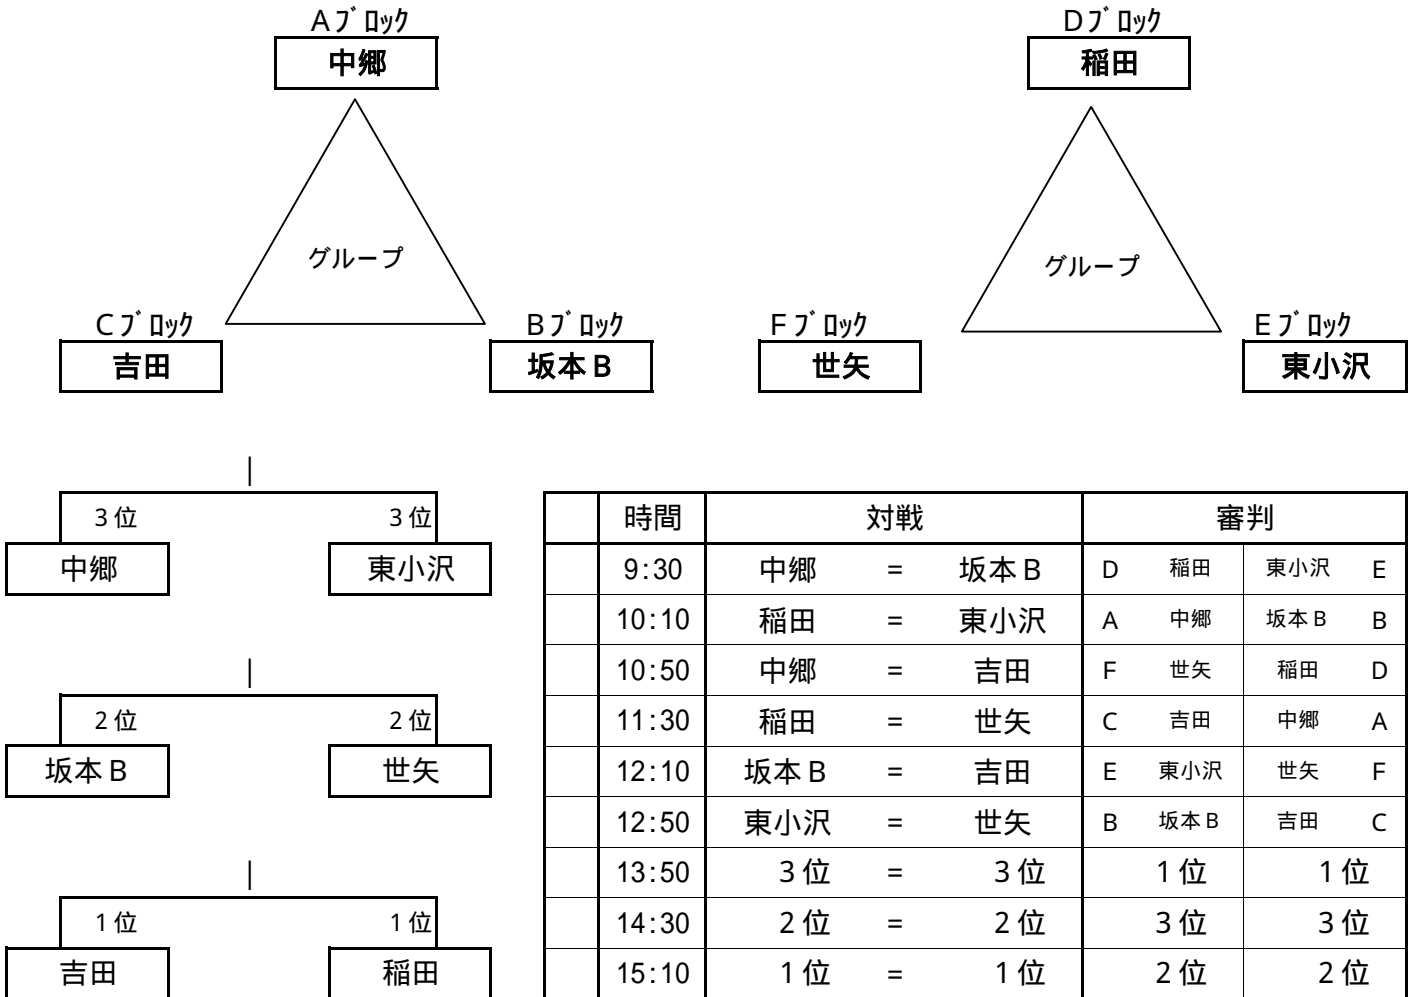 Aブロック Dブロック
中郷 稲田
グループ グループ
Cブロック Bブロック Fブロック Eブロック
吉田 坂本B 世矢 東小沢
3位 3位
中郷 東小沢
2位 2位
坂本B 世矢
1位 1位
吉田 稲田
時間 対戦 審判
9:30 中郷 = 坂本B D 稲田 東小沢 E
10:10 稲田 = 東小沢 A 中郷 坂本B B
10:50 中郷 = 吉田 F 世矢 稲田 D
11:30 稲田 = 世矢 C 吉田 中郷 A
12:10 坂本B = 吉田 E 東小沢 世矢 F
12:50 東小沢 = 世矢 B 坂本B 吉田 C
13:50 3位 = 3位 1位 1位
14:30 2位 = 2位 3位 3位
15:10 1位 = 1位 2位 2位